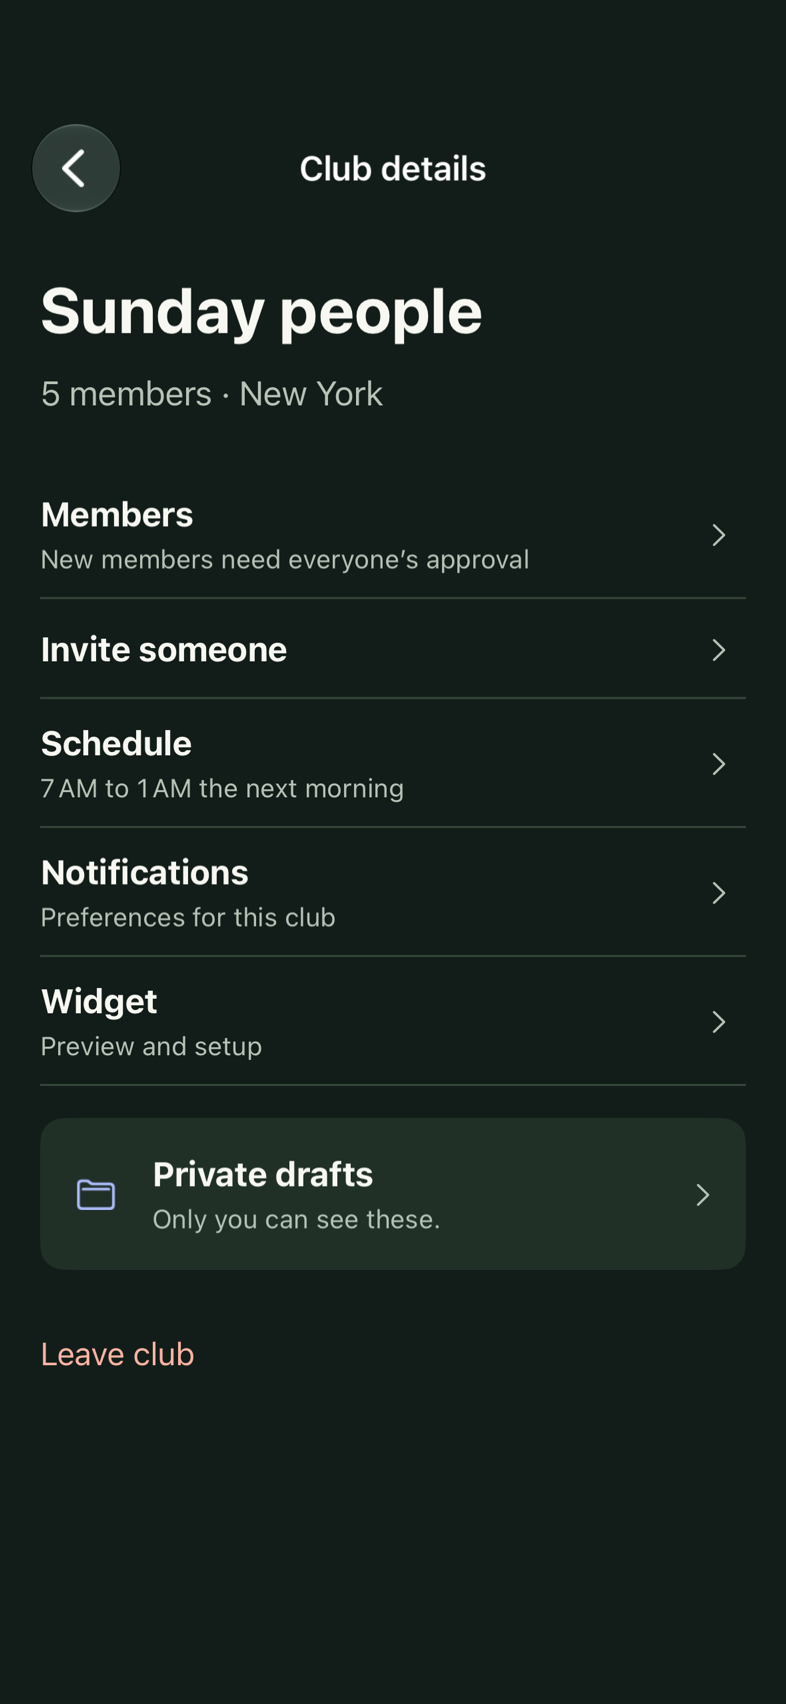 Club details
Sunday people
5 members · New York
Members
New members need everyone’s approval
Invite someone
Schedule
7 AM to 1 AM the next morning
Notifications
Preferences for this club
Widget
Preview and setup
Private drafts
Only you can see these.
Leave club